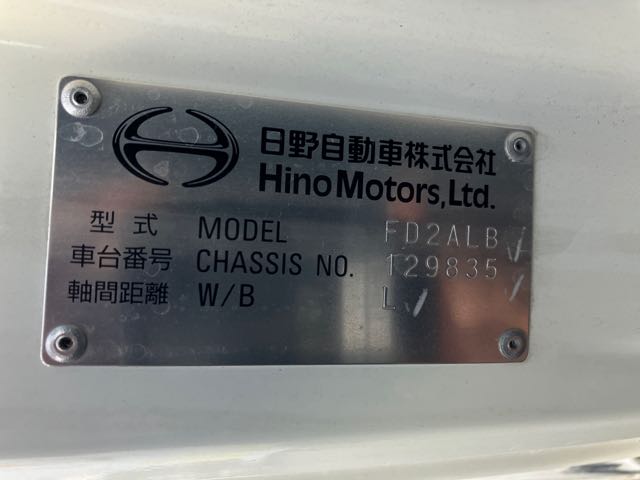 日野自動車株式会社
Hino Motors, Ltd.
型式 MODEL FD2ALB
車台番号 CHASSIS NO. 129835
軸間距離 W/B L